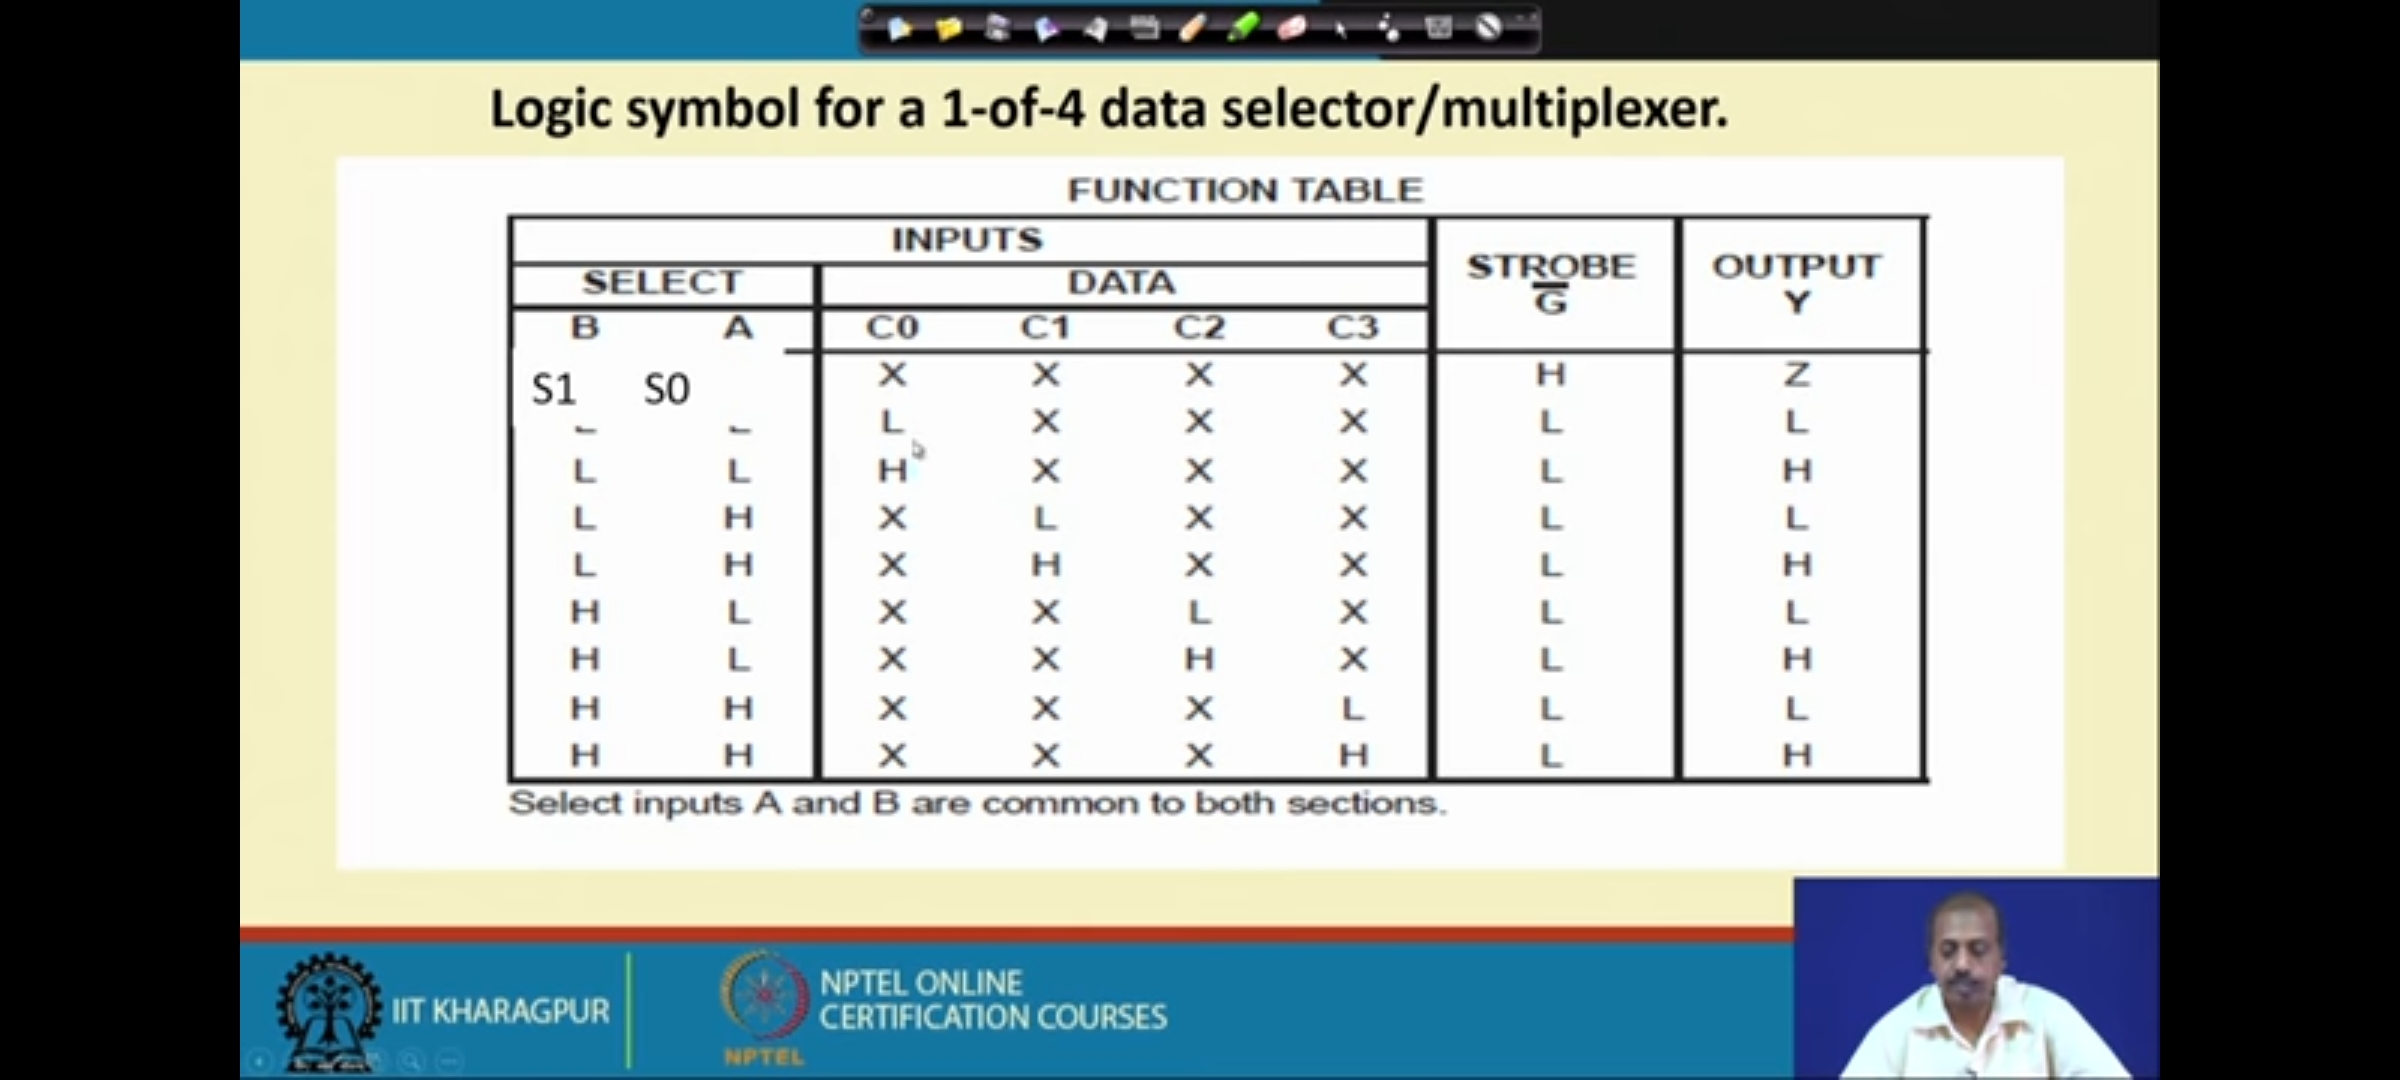 Logic symbol for a 1-of-4 data selector/multiplexer.
FUNCTION TABLE
INPUTS
STROBE G̅
OUTPUT Y
SELECT DATA
B A C0 C1 C2 C3
S1 S0
X X X X H Z
L X X X L L
L L H X X X L H
L H X L X X L L
L H X H X X L H
H L X X L X L L
H L X X H X L H
H H X X X L L L
H H X X X H L H
Select inputs A and B are common to both sections.
IIT KHARAGPUR
NPTEL
NPTEL ONLINE
CERTIFICATION COURSES